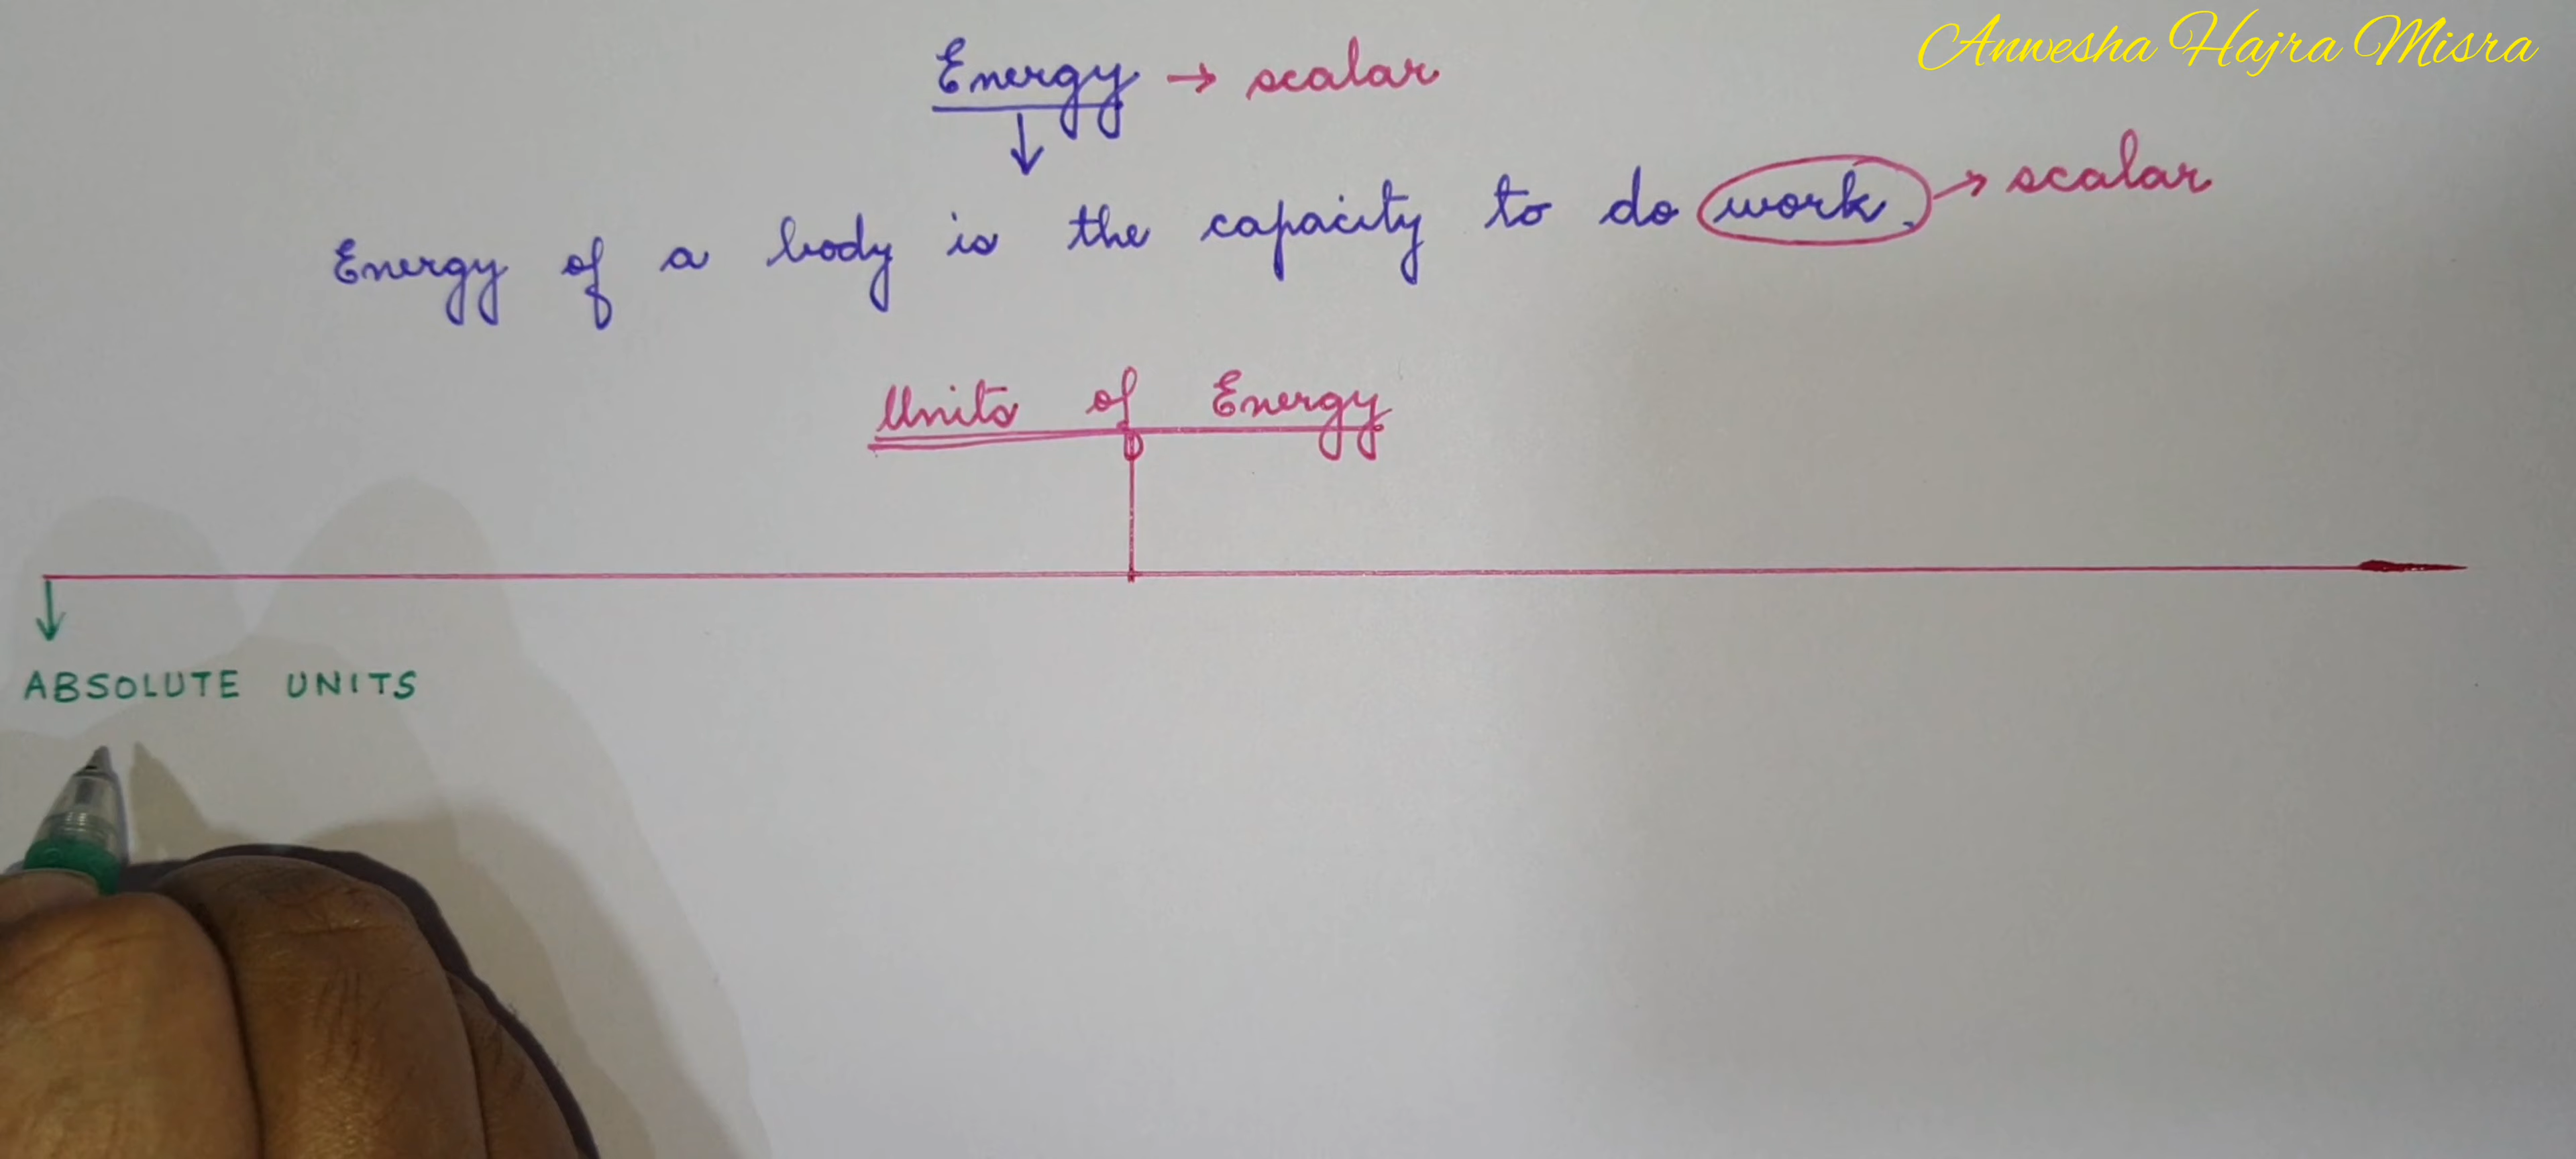 Anwesha Hajra Misra
Energy → scalar
↓
Energy of a body is the capacity to do work. → scalar
Units of Energy
↓
ABSOLUTE UNITS